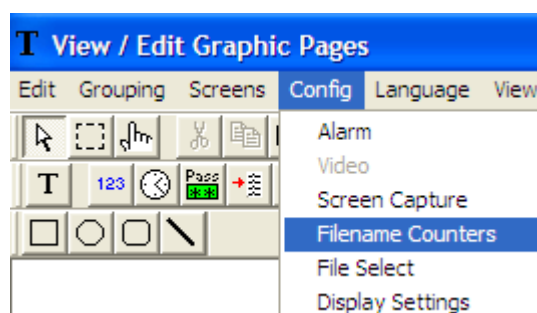 T View / Edit Graphic Pages
Edit Grouping Screens Config Language View
Alarm
Video
T 123 Pass ** Screen Capture
Filename Counters
File Select
Display Settings